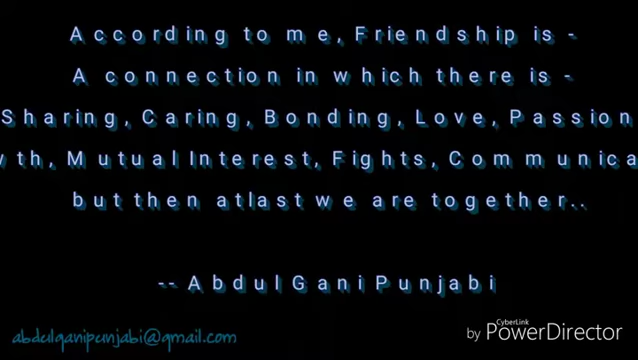 According to me, Friendship is -
A connection in which there is -
Sharing, Caring, Bonding, Love, Passion
Mutual Interest, Fights,
but then atlast we are together..
-- Abdul Gani Punjabi
abdulganipunjabi@gmail.com
CyberLink
by PowerDirector